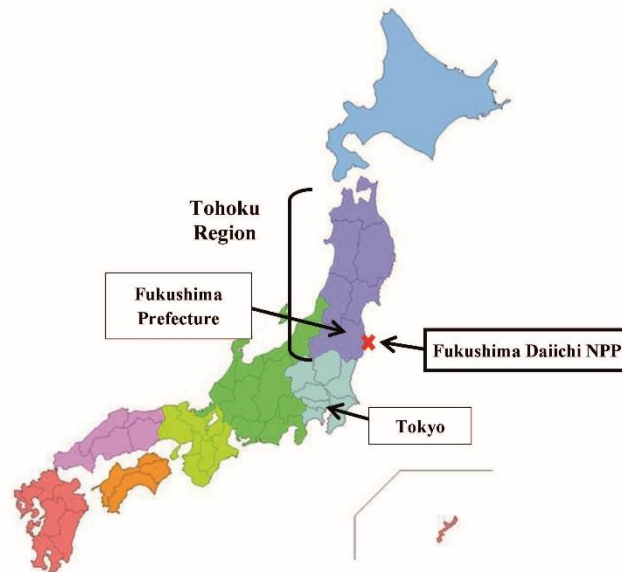 Tohoku
Region
Fukushima
Prefecture
Fukushima Daiichi NPP
Tokyo